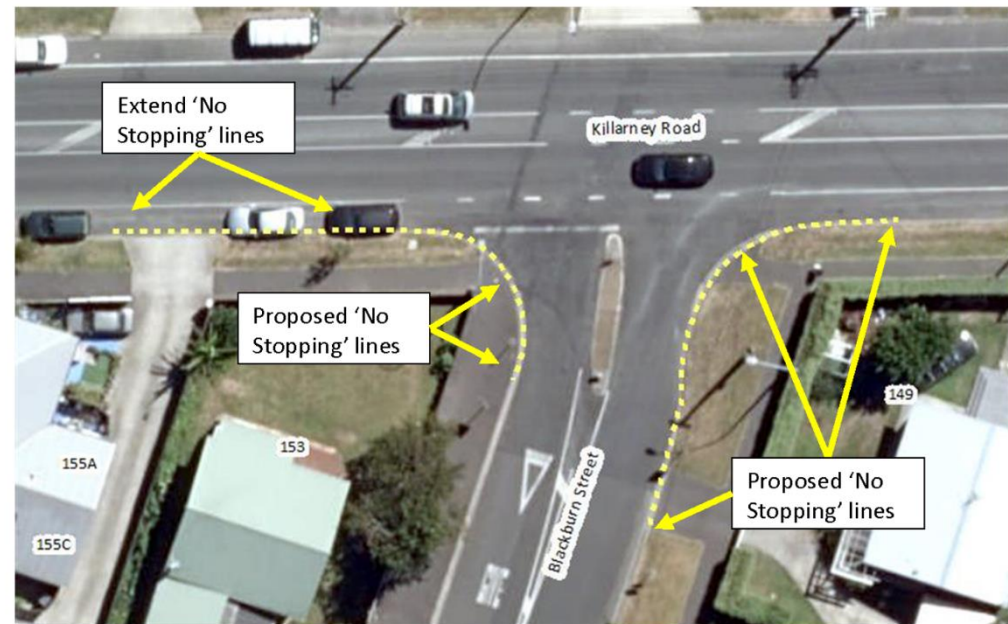 Extend ‘No
Stopping’ lines
Killarney Road
Proposed ‘No
Stopping’ lines
149
153
155A
Proposed ‘No
Stopping’ lines
155C
Blackburn Street